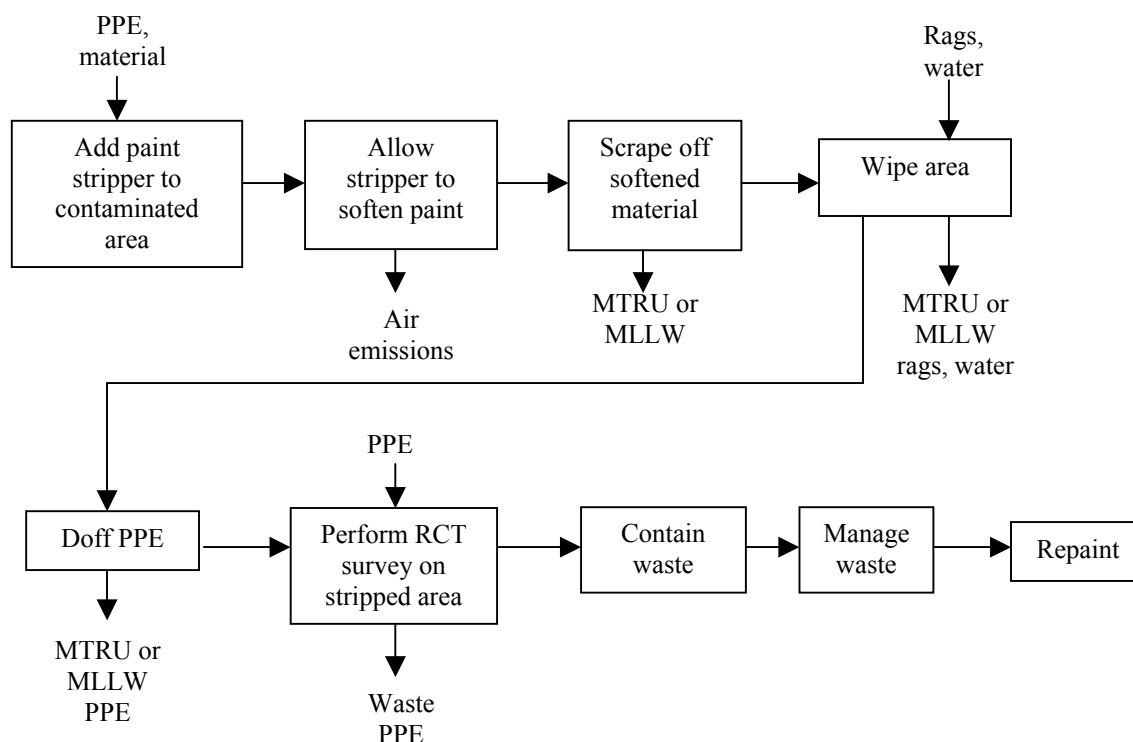 PPE,
material
Rags,
water
Add paint
stripper to
contaminated
area
Allow
stripper to
soften paint
Scrape off
softened
material
Wipe area
Air
emissions
MTRU or
MLLW
MTRU or
MLLW
rags, water
PPE
Doff PPE
Perform RCT
survey on
stripped area
Contain
waste
Manage
waste
Repaint
MTRU or
MLLW
PPE
Waste
PPE